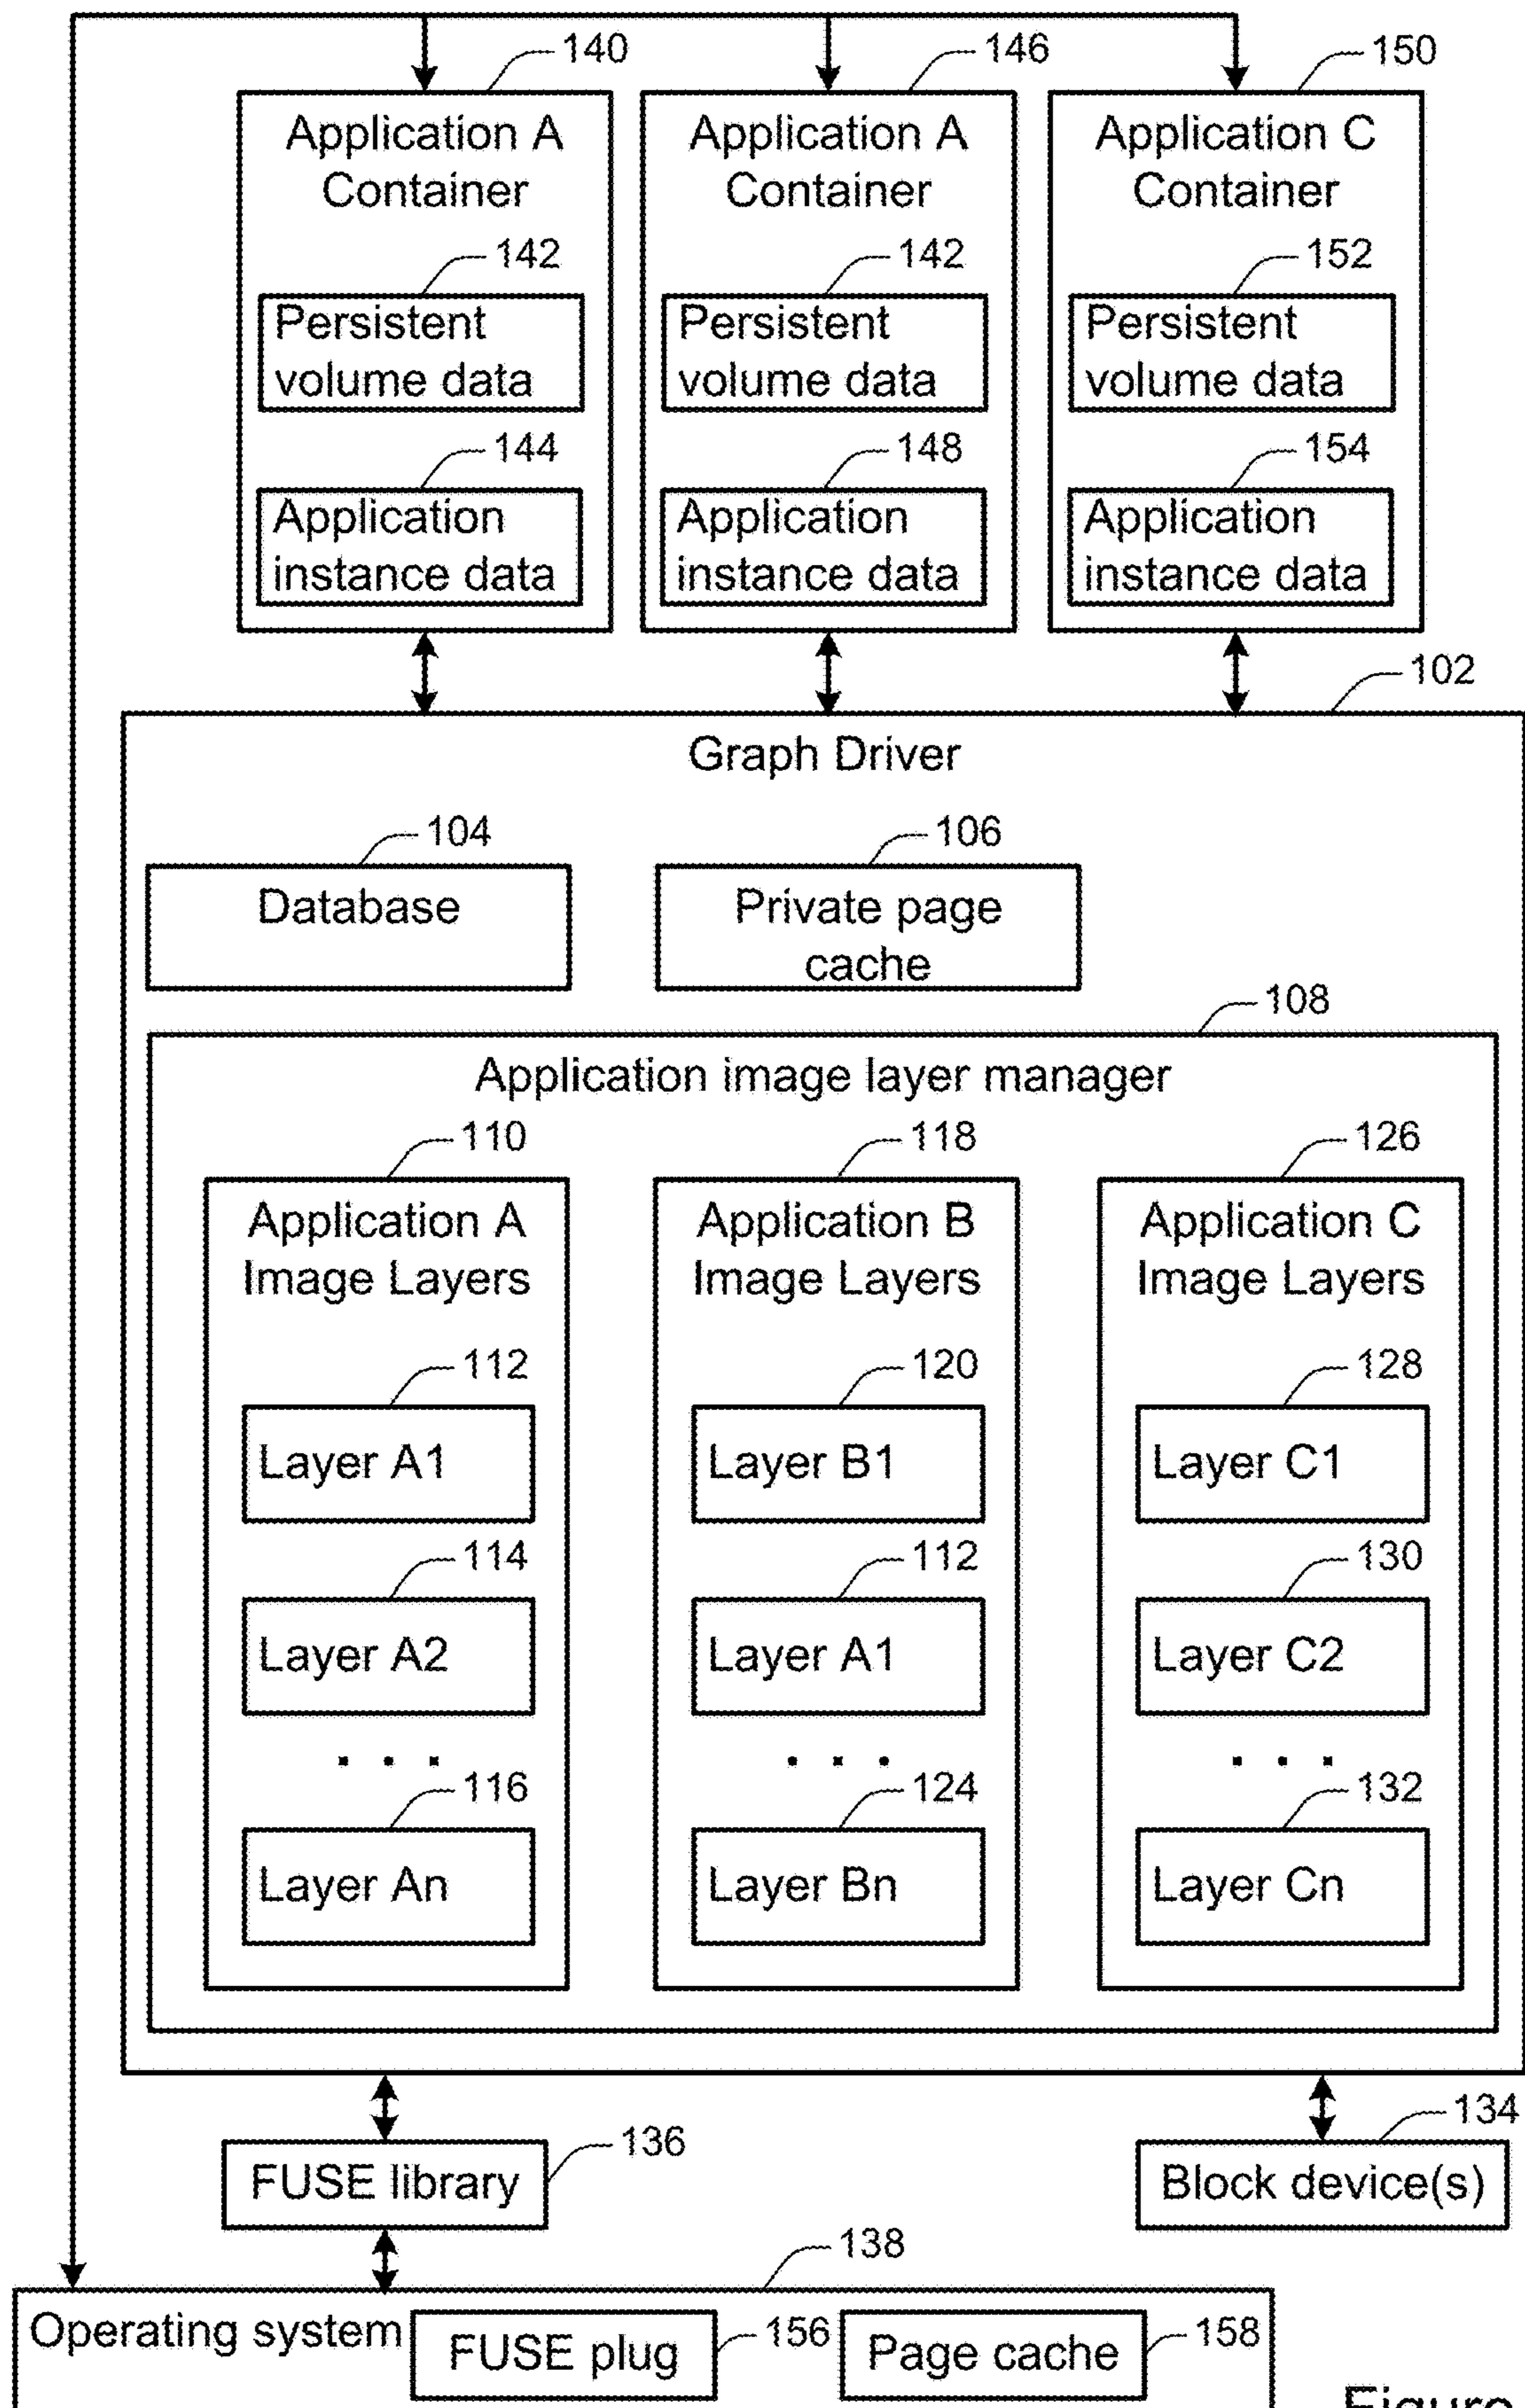 140
146
150
Application A
Container
Application A
Container
Application C
Container
142
142
152
Persistent
volume data
Persistent
volume data
Persistent
volume data
144
148
154
Application
instance data
Application
instance data
Application
instance data
102
Graph Driver
104
106
Database
Private page
cache
108
Application image layer manager
110
118
126
Application A
Image Layers
Application B
Image Layers
Application C
Image Layers
112
120
128
Layer A1
Layer B1
Layer C1
114
112
130
Layer A2
Layer A1
Layer C2
. . .
. . .
. . .
116
124
132
Layer An
Layer Bn
Layer Cn
136
134
FUSE library
Block device(s)
138
Operating system
FUSE plug
156
Page cache
158
Figure